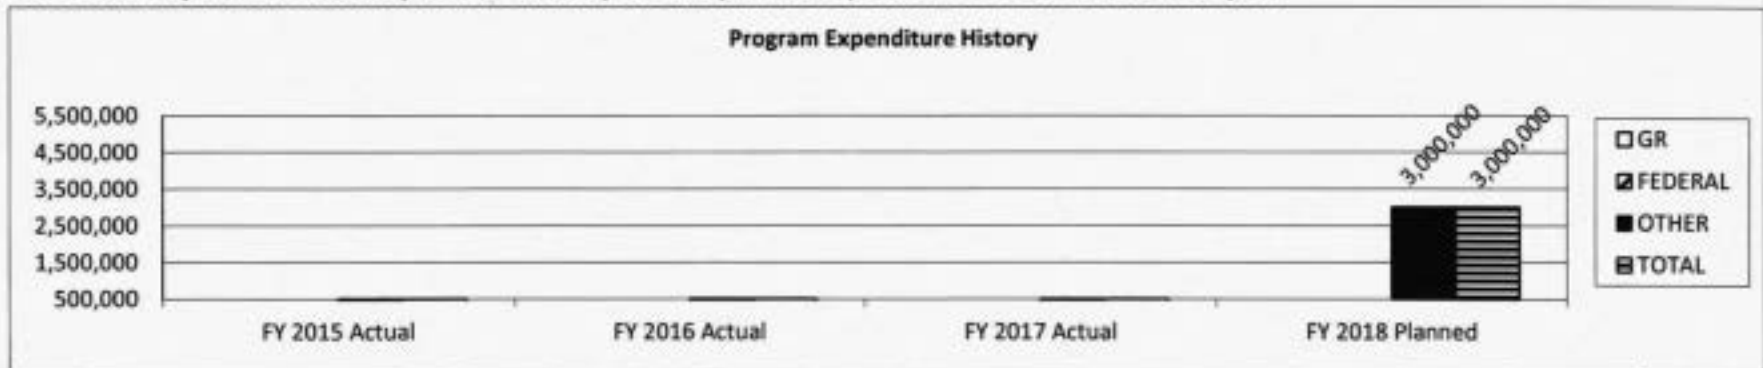 Program Expenditure History
5,500,000
4,500,000
3,500,000
2,500,000
1,500,000
500,000
3,000,000
3,000,000
FY 2015 Actual
FY 2016 Actual
FY 2017 Actual
FY 2018 Planned
GR
FEDERAL
OTHER
TOTAL